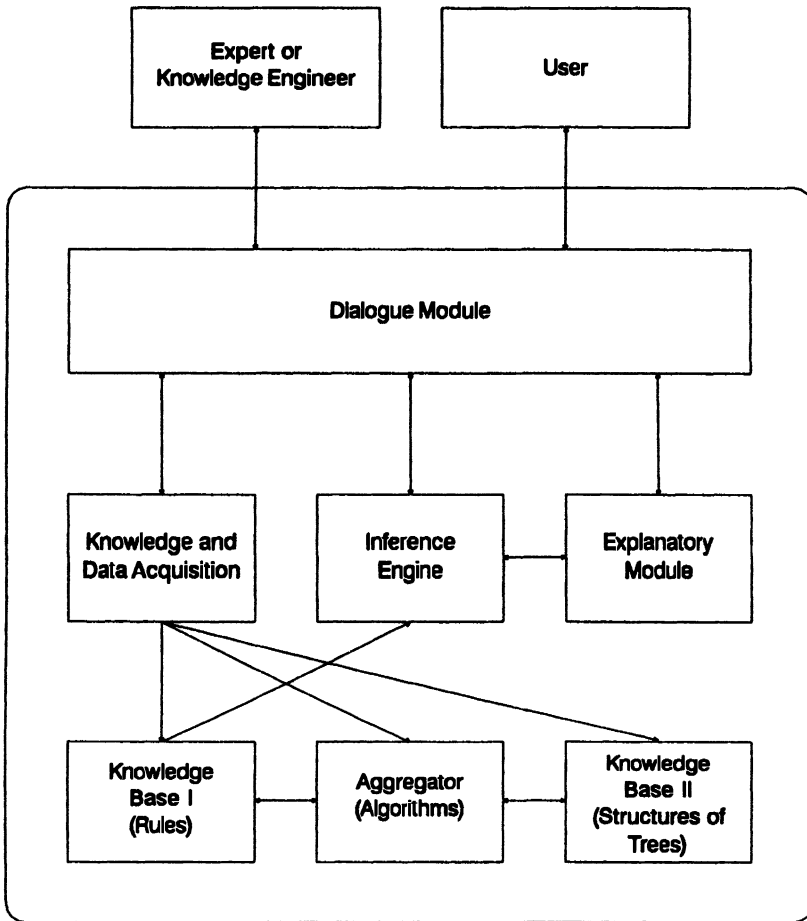 Expert or
Knowledge Engineer
User
Dialogue Module
Knowledge and
Data Acquisition
Inference
Engine
Explanatory
Module
Knowledge
Base I
(Rules)
Aggregator
(Algorithms)
Knowledge
Base II
(Structures of
Trees)